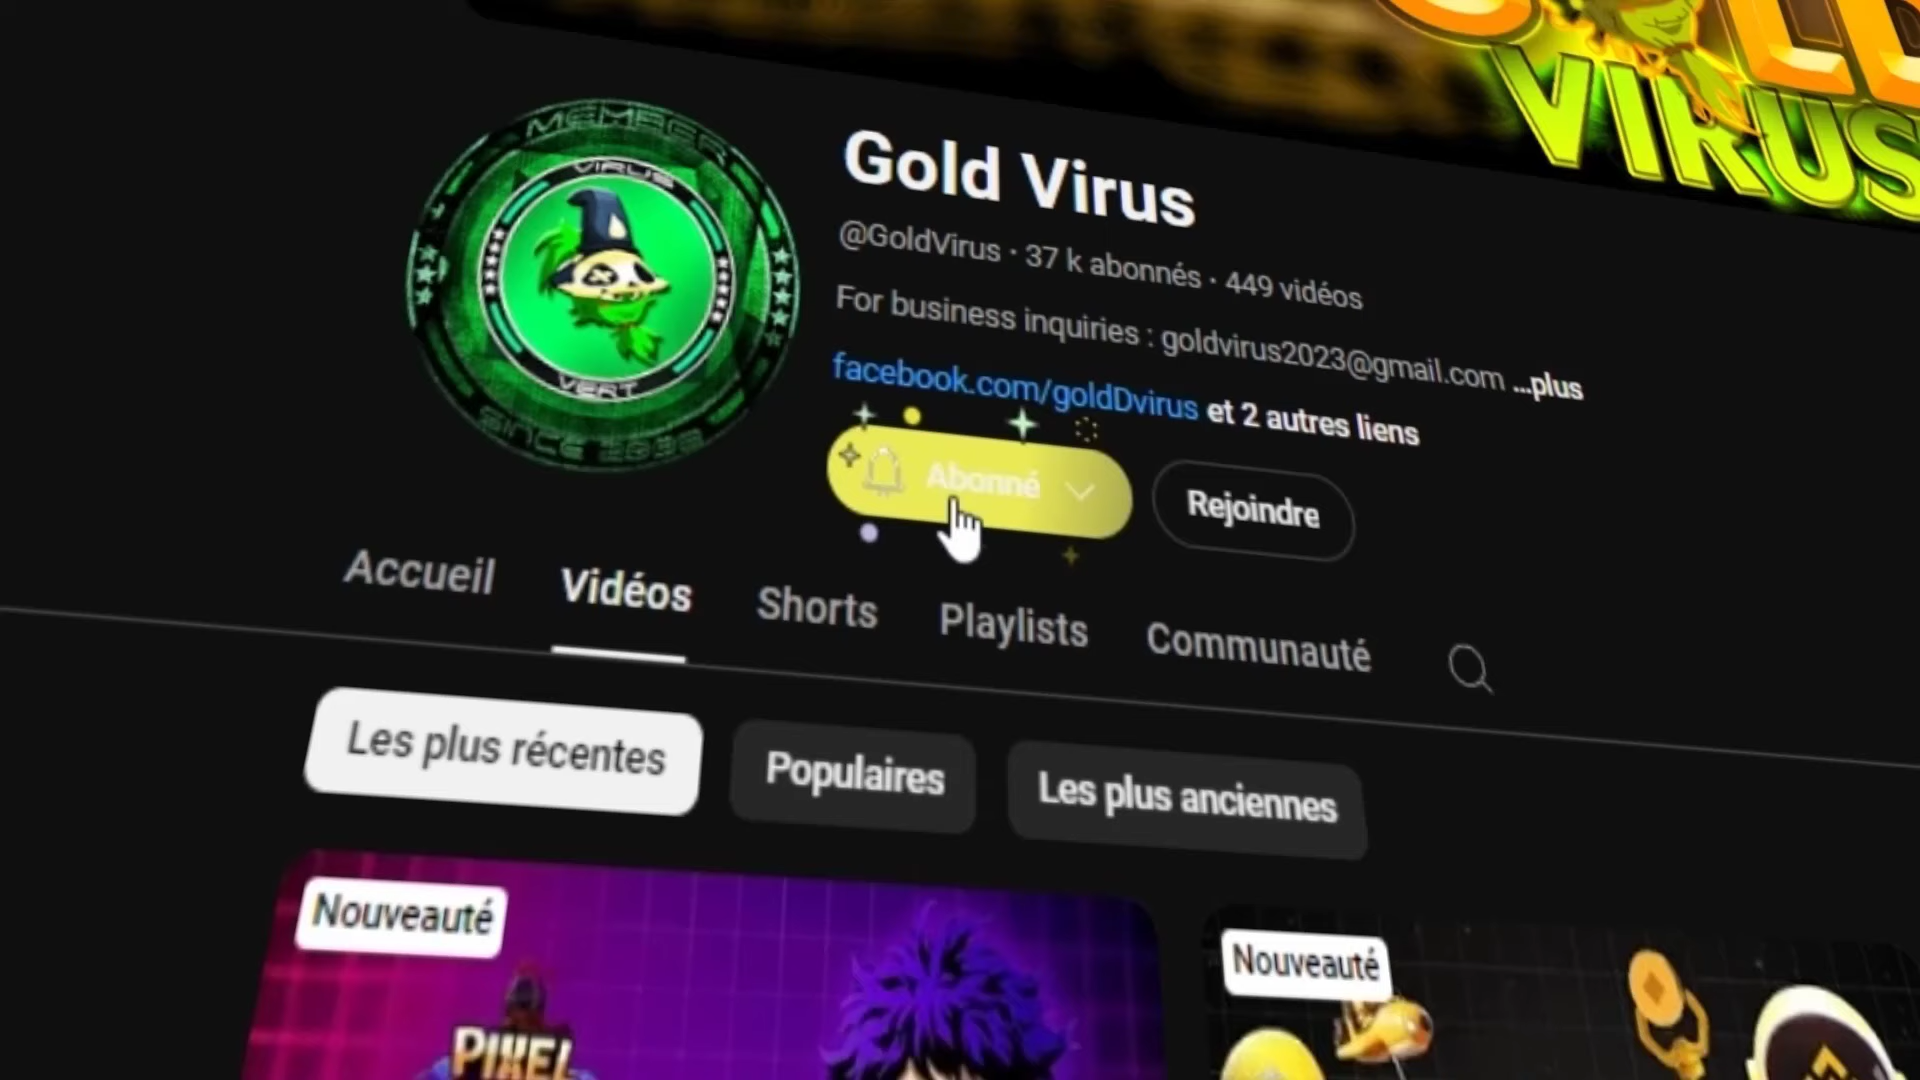 VIRUS
MEMBER
VIRUS
VERT
SINCE
Gold Virus
@GoldVirus · 37 k abonnés · 449 vidéos
For business inquiries : goldvirus2023@gmail.com ...plus
facebook.com/goldDvirus et 2 autres liens
Abonné
Rejoindre
Accueil Vidéos Shorts Playlists Communauté
Les plus récentes Populaires Les plus anciennes
Nouveauté
Nouveauté
PIXEL